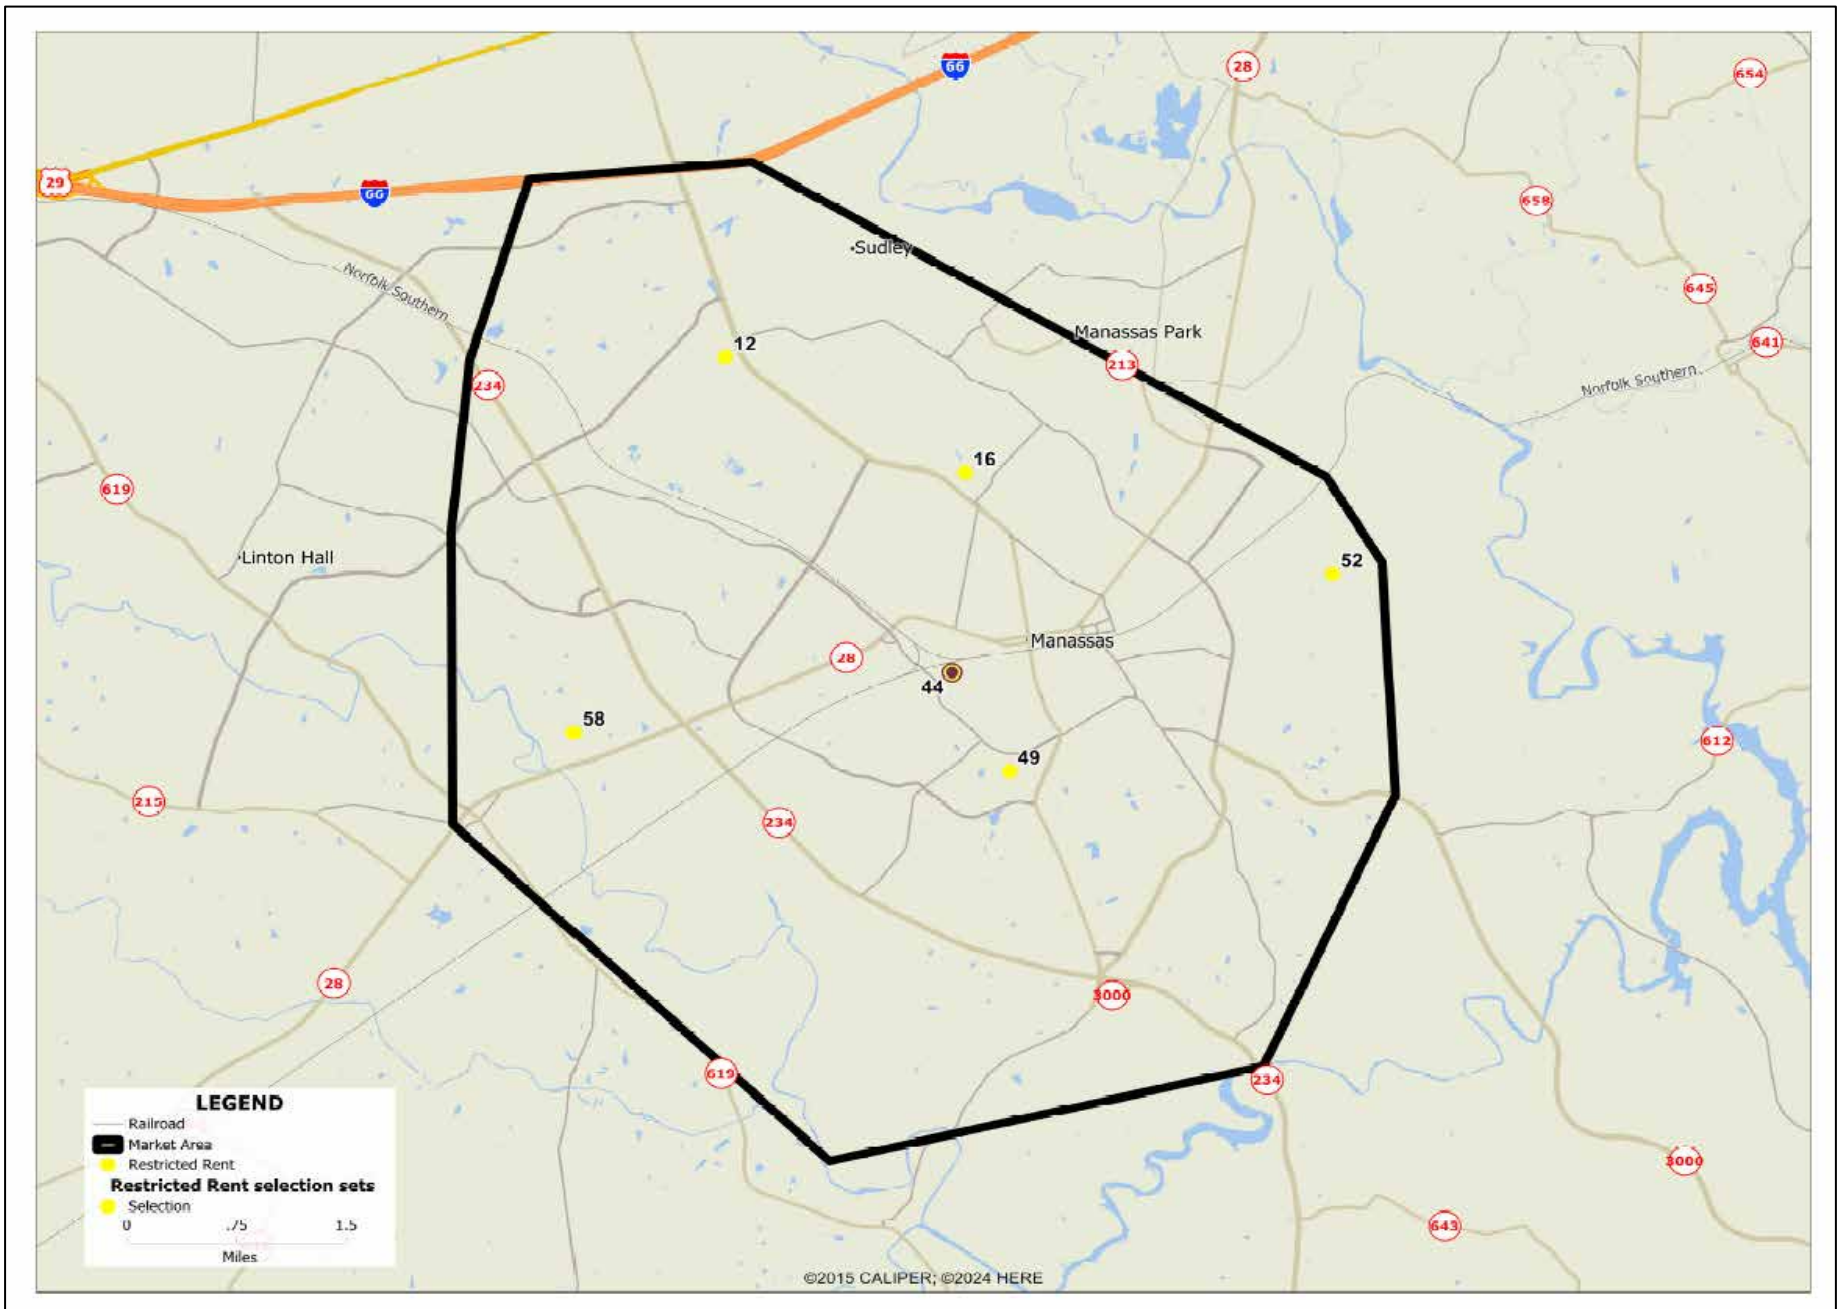 66
28
654
29
66
658
Sudley
Norfolk Southern
645
12
Manassas Park
641
213
234
Norfolk Southern
16
619
Linton Hall
52
Manassas
28
44
58
612
49
215
234
28
3000
619
234
LEGEND
Railroad
Market Area
Restricted Rent
Restricted Rent selection sets
Selection
0 .75 1.5
Miles
3000
643
©2015 CALIPER; ©2024 HERE